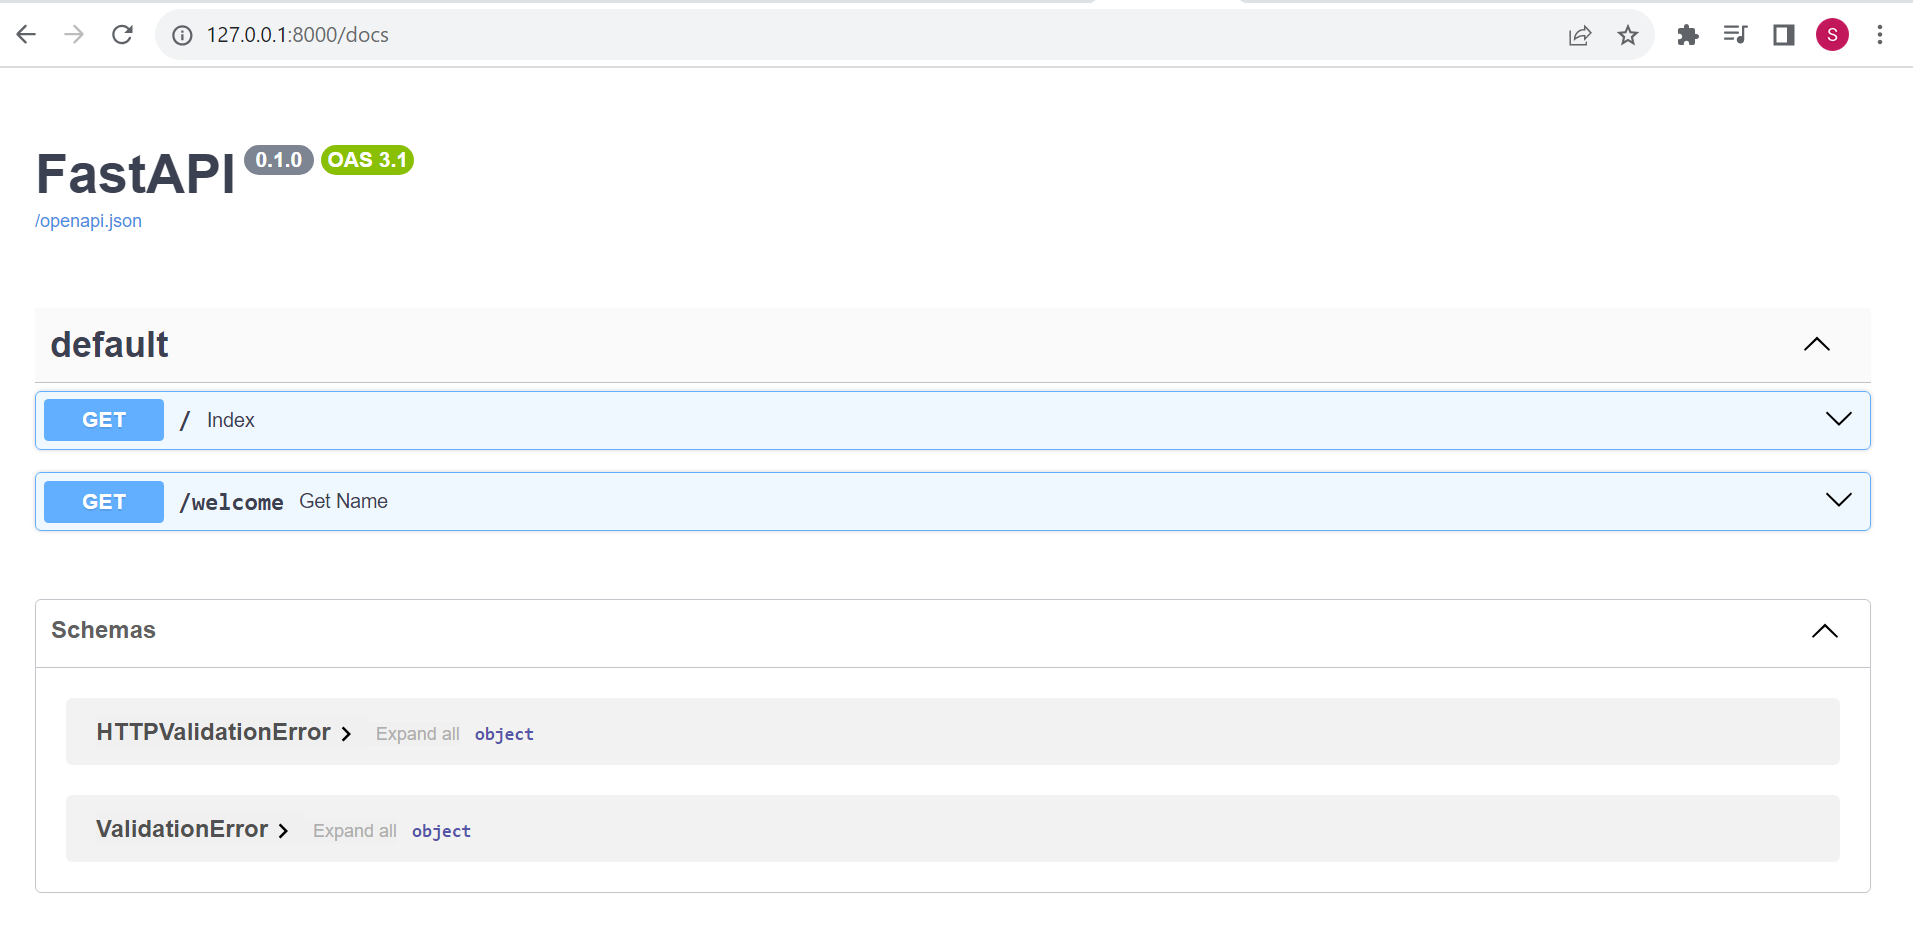 127.0.0.1:8000/docs
S
FastAPI 0.1.0 OAS 3.1
/openapi.json
default
GET / Index
GET /welcome Get Name
Schemas
HTTPValidationError Expand all object
ValidationError Expand all object